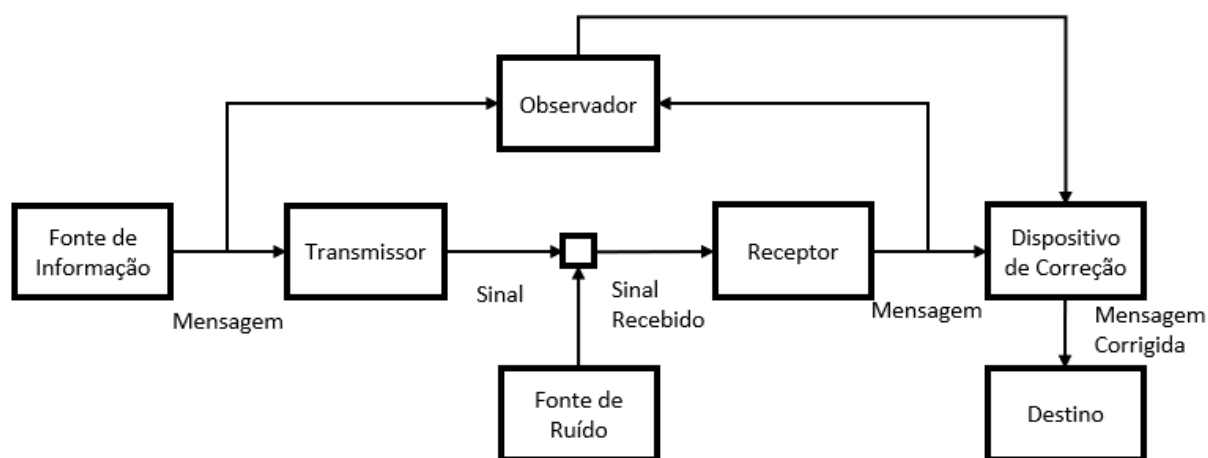 Observador
Fonte de
Informação
Transmissor
Receptor
Dispositivo
de Correção
Mensagem
Sinal
Sinal
Recebido
Mensagem
Mensagem
Corrigida
Fonte de
Ruído
Destino